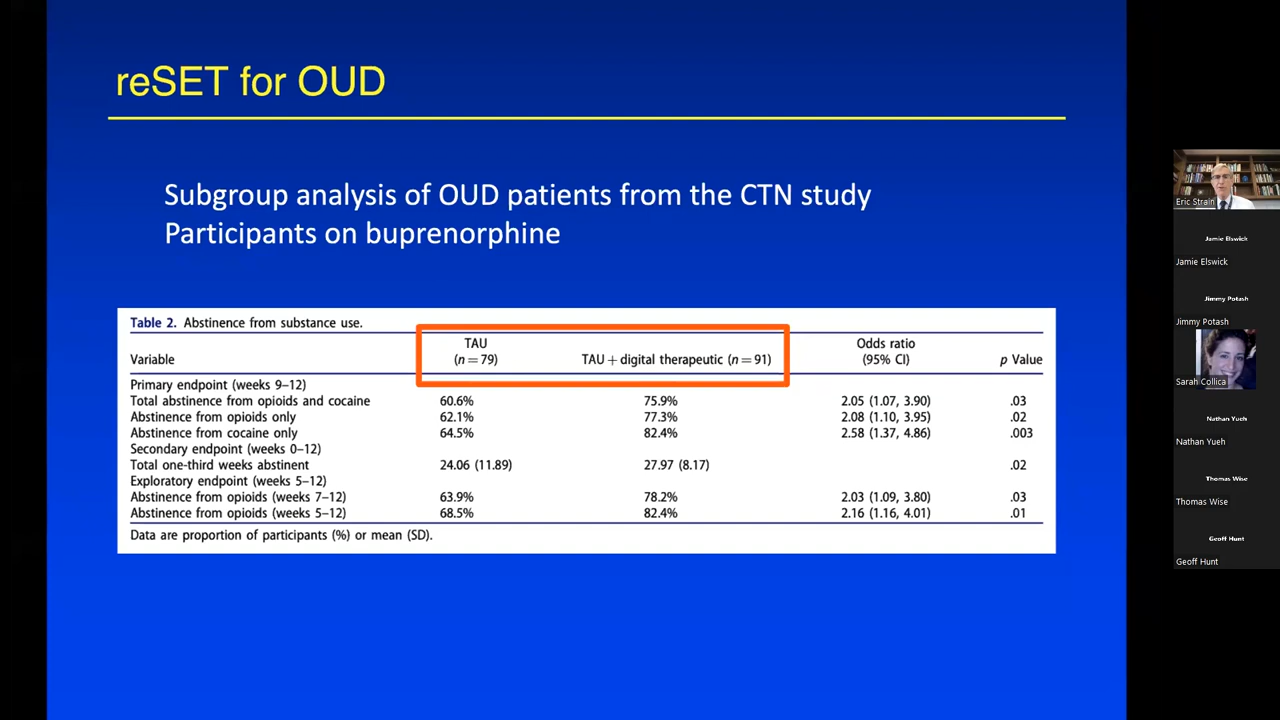 reSET for OUD
Subgroup analysis of OUD patients from the CTN study
Participants on buprenorphine
Table 2. Abstinence from substance use.
Variable TAU (n = 79) TAU + digital therapeutic (n = 91) Odds ratio (95% CI) p Value
Primary endpoint (weeks 9–12)
Total abstinence from opioids and cocaine 60.6% 75.9% 2.05 (1.07, 3.90) .03
Abstinence from opioids only 62.1% 77.3% 2.08 (1.10, 3.95) .02
Abstinence from cocaine only 64.5% 82.4% 2.58 (1.37, 4.86) .003
Secondary endpoint (weeks 0–12)
Total one-third weeks abstinent 24.06 (11.89) 27.97 (8.17) .02
Exploratory endpoint (weeks 5–12)
Abstinence from opioids (weeks 7–12) 63.9% 78.2% 2.03 (1.09, 3.80) .03
Abstinence from opioids (weeks 5–12) 68.5% 82.4% 2.16 (1.16, 4.01) .01
Data are proportion of participants (%) or mean (SD).
Eric Strain
Jamie Elswick
Jamie Elswick
Jimmy Potash
Jimmy Potash
Sarah Collica
Nathan Yueh
Nathan Yueh
Thomas Wise
Thomas Wise
Geoff Hunt
Geoff Hunt